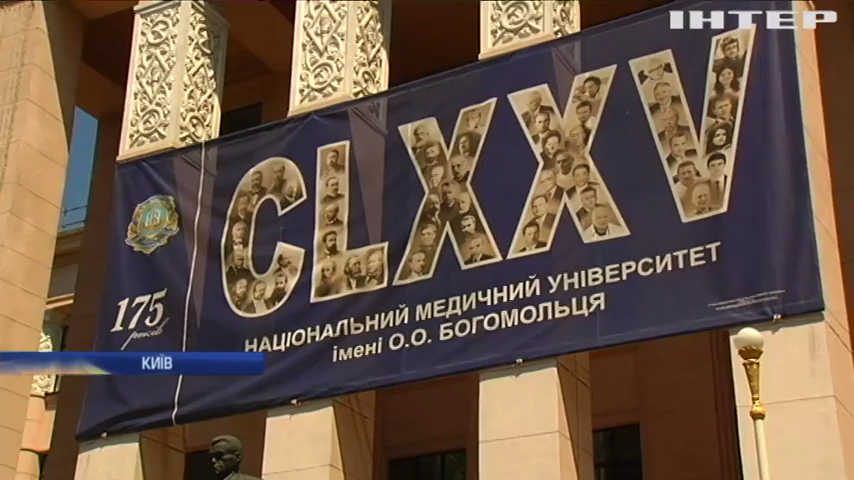 ІНТЕР
CLXXV
175
років
НАЦІОНАЛЬНИЙ МЕДИЧНИЙ УНІВЕРСИТЕТ
імені О.О. БОГОМОЛЬЦЯ
КИЇВ